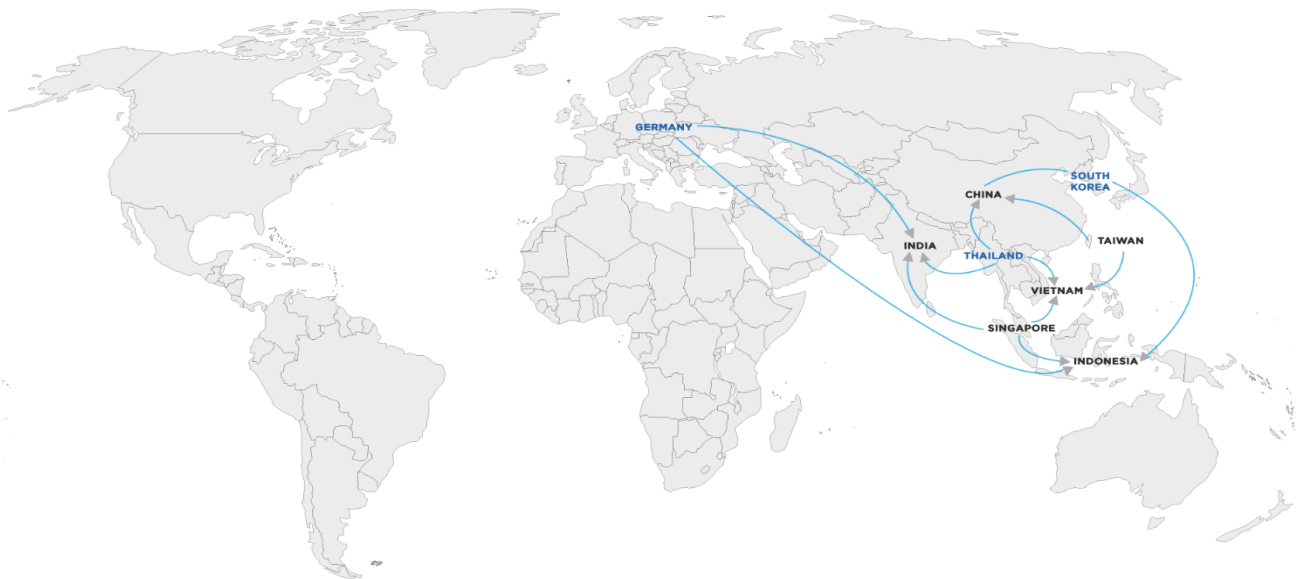 GERMANY
SOUTH
KOREA
CHINA
TAIWAN
INDIA
THAILAND
VIETNAM
SINGAPORE
INDONESIA